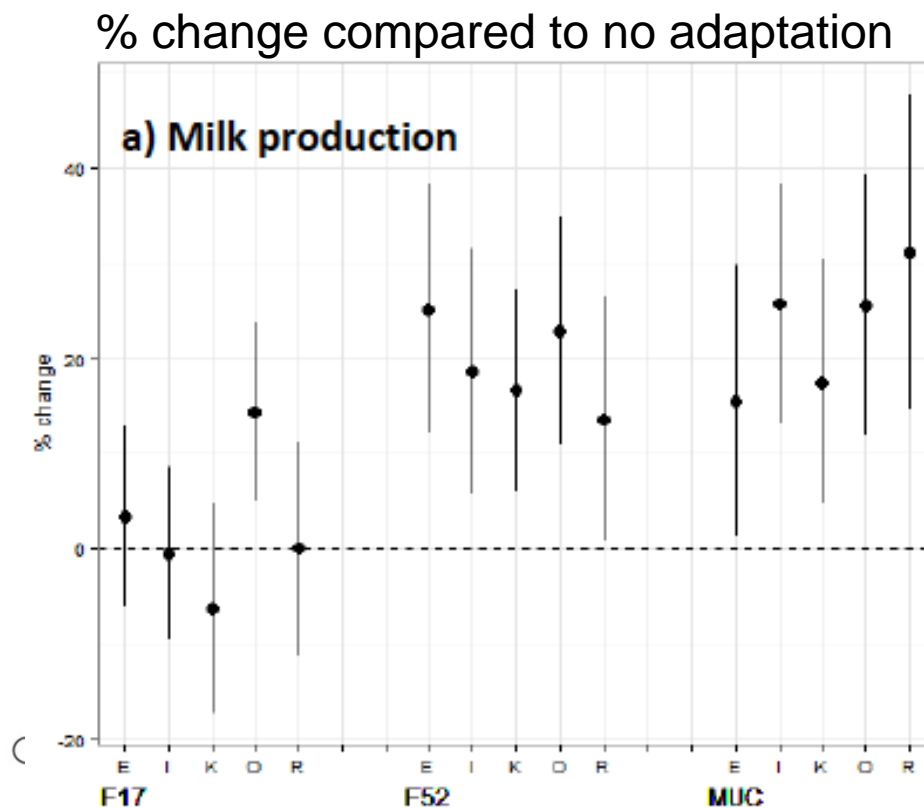 % change compared to no adaptation
a) Milk production
40
20
0
-20
% change
E I K O R E I K O R E I K O R
F17 F52 MUC